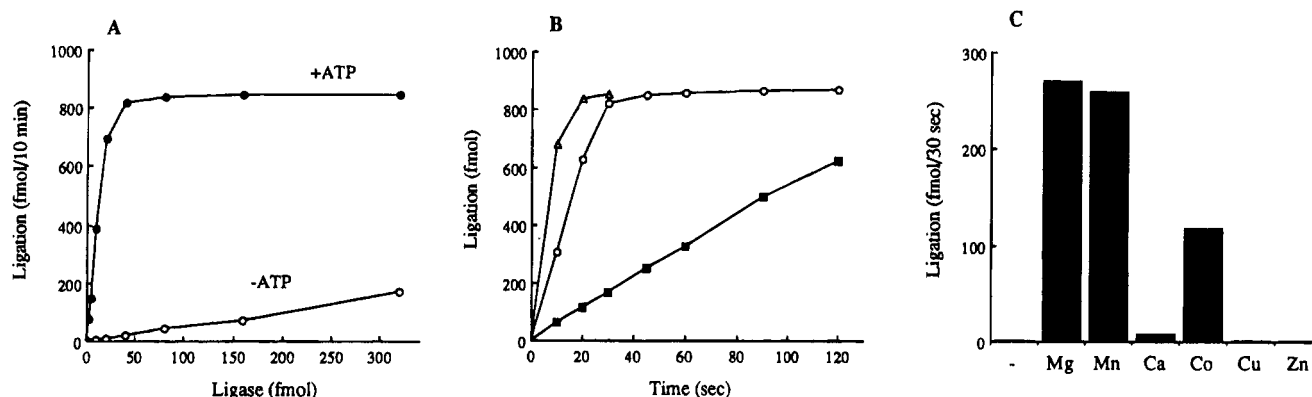 A
1000
800
600
400
200
0
0 50 100 150 200 250 300
Ligation (fmol/10 min)
Ligase (fmol)
+ATP
-ATP
B
1000
800
600
400
200
0
0 20 40 60 80 100 120
Ligation (fmol)
Time (sec)
C
300
200
100
0
Ligation (fmol/30 sec)
- Mg Mn Ca Co Cu Zn